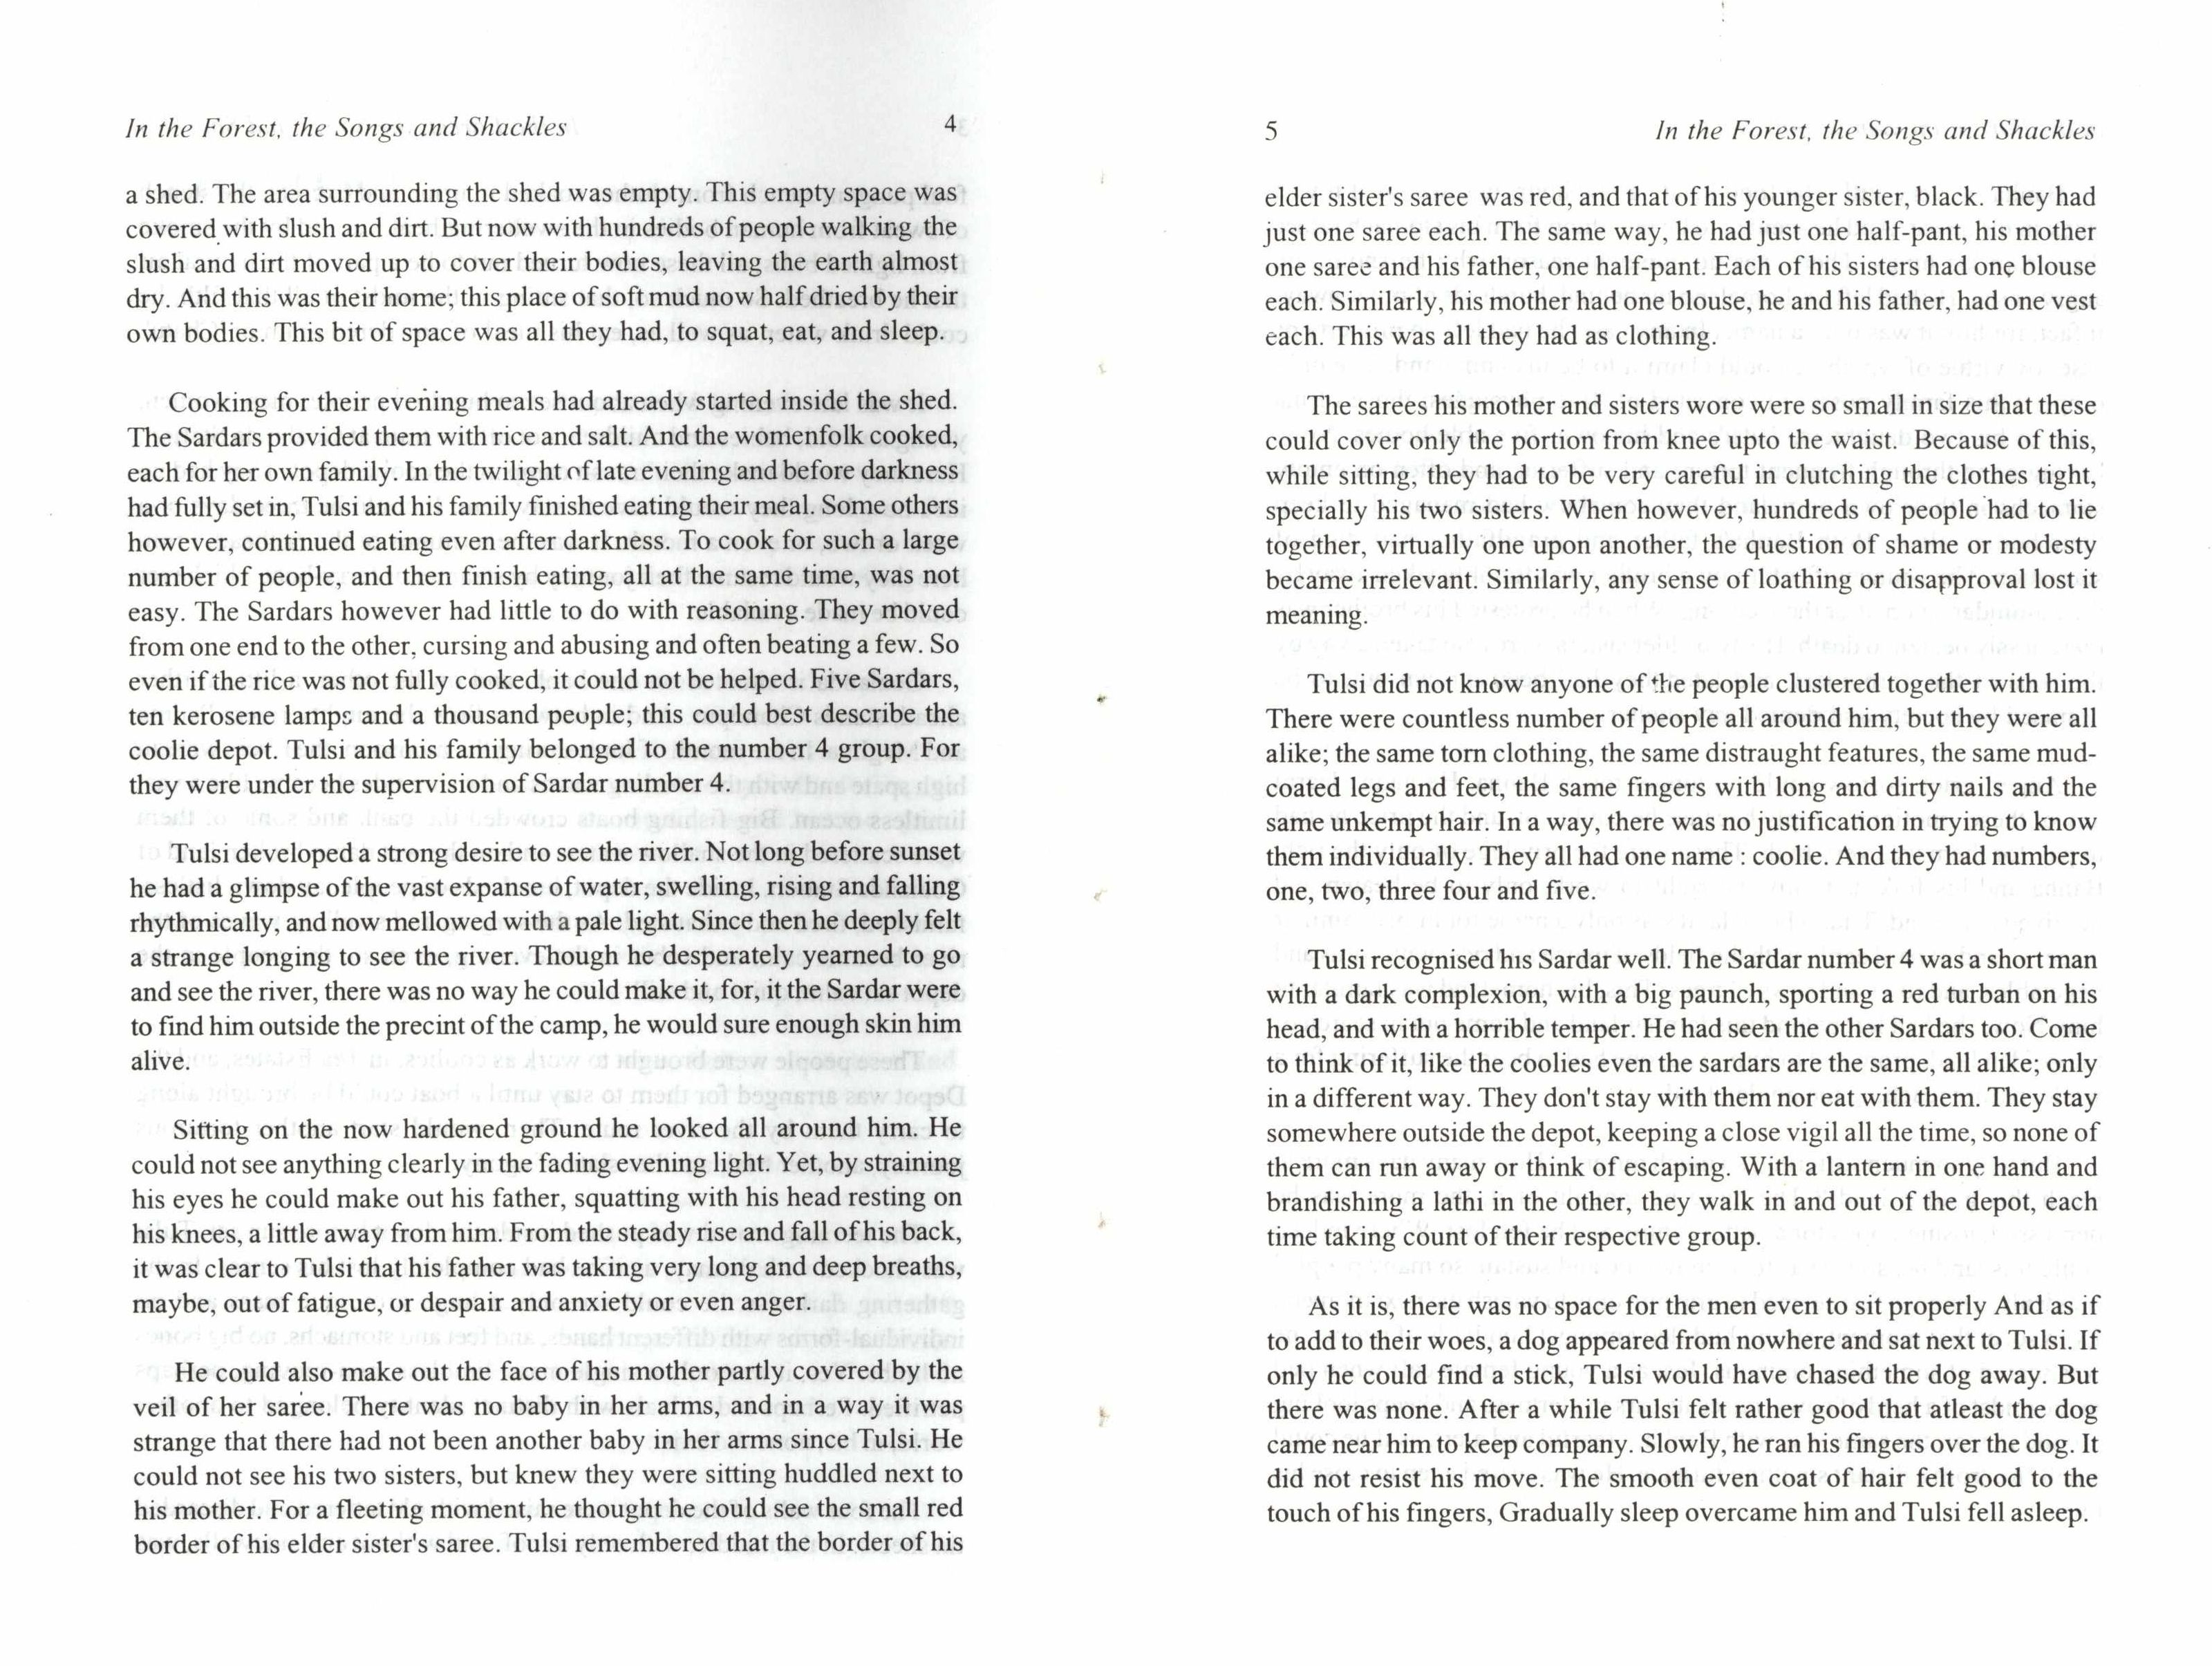 In the Forest, the Songs and Shackles 4
a shed. The area surrounding the shed was empty. This empty space was
covered with slush and dirt. But now with hundreds of people walking the
slush and dirt moved up to cover their bodies, leaving the earth almost
dry. And this was their home; this place of soft mud now half dried by their
own bodies. This bit of space was all they had, to squat, eat, and sleep.
Cooking for their evening meals had already started inside the shed.
The Sardars provided them with rice and salt. And the womenfolk cooked,
each for her own family. In the twilight of late evening and before darkness
had fully set in, Tulsi and his family finished eating their meal. Some others
however, continued eating even after darkness. To cook for such a large
number of people, and then finish eating, all at the same time, was not
easy. The Sardars however had little to do with reasoning. They moved
from one end to the other, cursing and abusing and often beating a few. So
even if the rice was not fully cooked, it could not be helped. Five Sardars,
ten kerosene lamps and a thousand people; this could best describe the
coolie depot. Tulsi and his family belonged to the number 4 group. For
they were under the supervision of Sardar number 4.
Tulsi developed a strong desire to see the river. Not long before sunset
he had a glimpse of the vast expanse of water, swelling, rising and falling
rhythmically, and now mellowed with a pale light. Since then he deeply felt
a strange longing to see the river. Though he desperately yearned to go
and see the river, there was no way he could make it, for, it the Sardar were
to find him outside the precint of the camp, he would sure enough skin him
alive.
Sitting on the now hardened ground he looked all around him. He
could not see anything clearly in the fading evening light. Yet, by straining
his eyes he could make out his father, squatting with his head resting on
his knees, a little away from him. From the steady rise and fall of his back,
it was clear to Tulsi that his father was taking very long and deep breaths,
maybe, out of fatigue, or despair and anxiety or even anger.
He could also make out the face of his mother partly covered by the
veil of her saree. There was no baby in her arms, and in a way it was
strange that there had not been another baby in her arms since Tulsi. He
could not see his two sisters, but knew they were sitting huddled next to
his mother. For a fleeting moment, he thought he could see the small red
border of his elder sister's saree. Tulsi remembered that the border of his
5 In the Forest, the Songs and Shackles
elder sister's saree was red, and that of his younger sister, black. They had
just one saree each. The same way, he had just one half-pant, his mother
one saree and his father, one half-pant. Each of his sisters had one blouse
each. Similarly, his mother had one blouse, he and his father, had one vest
each. This was all they had as clothing.
The sarees his mother and sisters wore were so small in size that these
could cover only the portion from knee upto the waist. Because of this,
while sitting, they had to be very careful in clutching the clothes tight,
specially his two sisters. When however, hundreds of people had to lie
together, virtually one upon another, the question of shame or modesty
became irrelevant. Similarly, any sense of loathing or disapproval lost it
meaning.
Tulsi did not know anyone of the people clustered together with him.
There were countless number of people all around him, but they were all
alike; the same torn clothing, the same distraught features, the same mud-
coated legs and feet, the same fingers with long and dirty nails and the
same unkempt hair. In a way, there was no justification in trying to know
them individually. They all had one name : coolie. And they had numbers,
one, two, three four and five.
Tulsi recognised his Sardar well. The Sardar number 4 was a short man
with a dark complexion, with a big paunch, sporting a red turban on his
head, and with a horrible temper. He had seen the other Sardars too. Come
to think of it, like the coolies even the sardars are the same, all alike; only
in a different way. They don't stay with them nor eat with them. They stay
somewhere outside the depot, keeping a close vigil all the time, so none of
them can run away or think of escaping. With a lantern in one hand and
brandishing a lathi in the other, they walk in and out of the depot, each
time taking count of their respective group.
As it is, there was no space for the men even to sit properly And as if
to add to their woes, a dog appeared from nowhere and sat next to Tulsi. If
only he could find a stick, Tulsi would have chased the dog away. But
there was none. After a while Tulsi felt rather good that atleast the dog
came near him to keep company. Slowly, he ran his fingers over the dog. It
did not resist his move. The smooth even coat of hair felt good to the
touch of his fingers, Gradually sleep overcame him and Tulsi fell asleep.